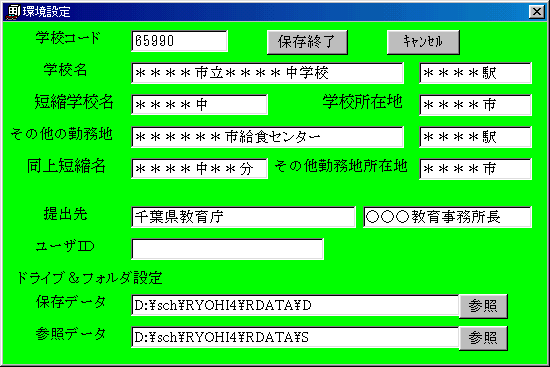 環境設定
学校コード 65990 保存終了 ｷｬﾝｾﾙ
学校名 ＊＊＊＊市立＊＊＊＊中学校 ＊＊＊＊駅
短縮学校名 ＊＊＊＊中 学校所在地 ＊＊＊＊市
その他の勤務地 ＊＊＊＊＊＊市給食センター ＊＊＊＊駅
同上短縮名 ＊＊＊＊中＊＊分 その他勤務地所在地 ＊＊＊＊市
提出先 千葉県教育庁 〇〇〇教育事務所長
ユーザID
ドライブ＆フォルダ設定
保存データ D:¥sch¥RYOHI4¥RDATA¥D 参照
参照データ D:¥sch¥RYOHI4¥RDATA¥S 参照